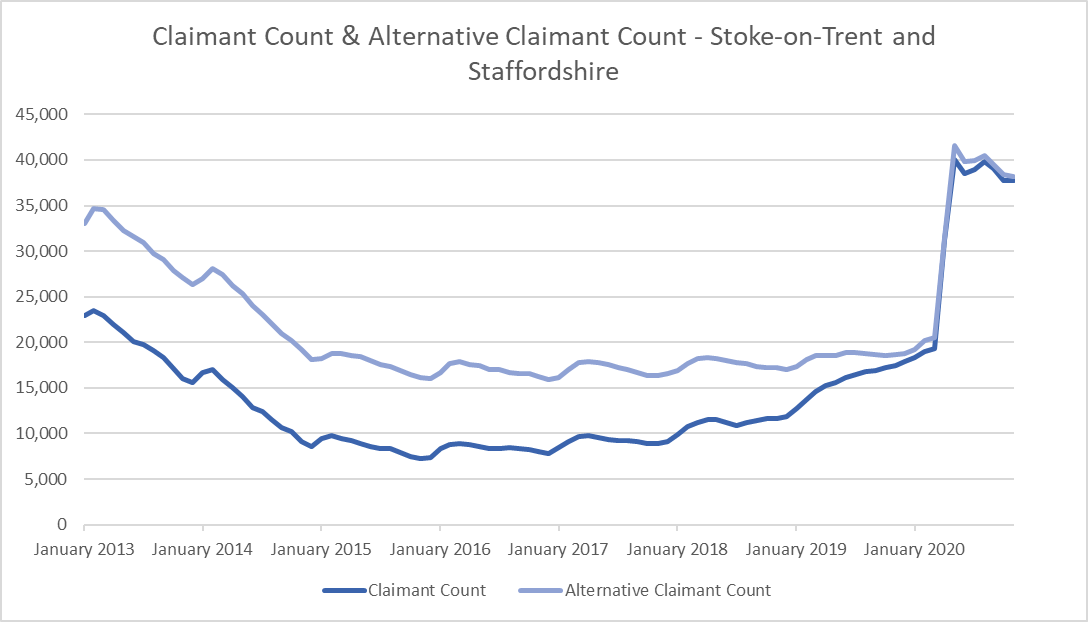 Claimant Count & Alternative Claimant Count - Stoke-on-Trent and
Staffordshire
45,000
40,000
35,000
30,000
25,000
20,000
15,000
10,000
5,000
0
January 2013 January 2014 January 2015 January 2016 January 2017 January 2018 January 2019 January 2020
Claimant Count Alternative Claimant Count